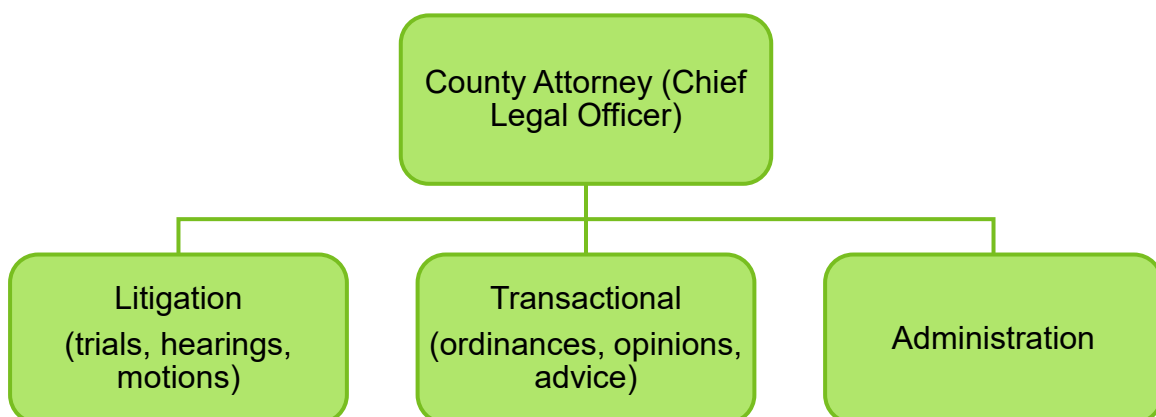 County Attorney (Chief
Legal Officer)
Litigation
(trials, hearings,
motions)
Transactional
(ordinances, opinions,
advice)
Administration